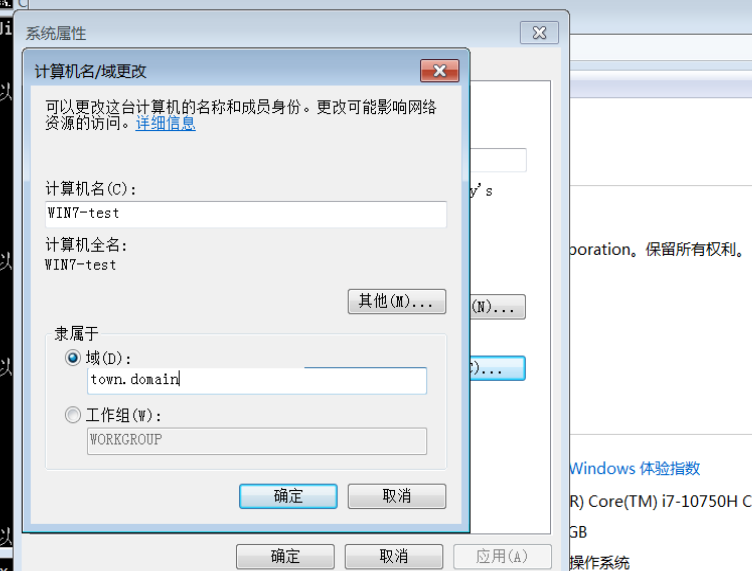 系统属性
计算机名/域更改
可以更改这台计算机的名称和成员身份。更改可能影响网络
资源的访问。详细信息
y's
计算机名(C):
WIN7-test
计算机全名:
WIN7-test
poration。保留所有权利。
其他(M)...
(N)...
隶属于
域(D):
town.domain
)...
工作组(W):
WORKGROUP
Windows 体验指数
确定
取消
R) Core(TM) i7-10750H C
GB
确定
取消
应用(A)
操作系统